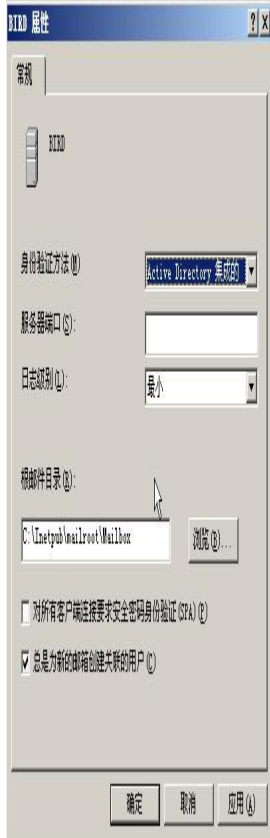 BIRD 属性
常规
BIRD
身份验证方法(M)
Active Directory 集成的
服务器端口(S):
日志级别(L):
最小
根邮件目录(R):
C:\Inetpub\mailroot\Mailbox
浏览(B)...
对所有客户端连接要求安全密码身份验证(SPA)(P)
总是为新的邮箱创建关联的用户(C)
确定 取消 应用(A)